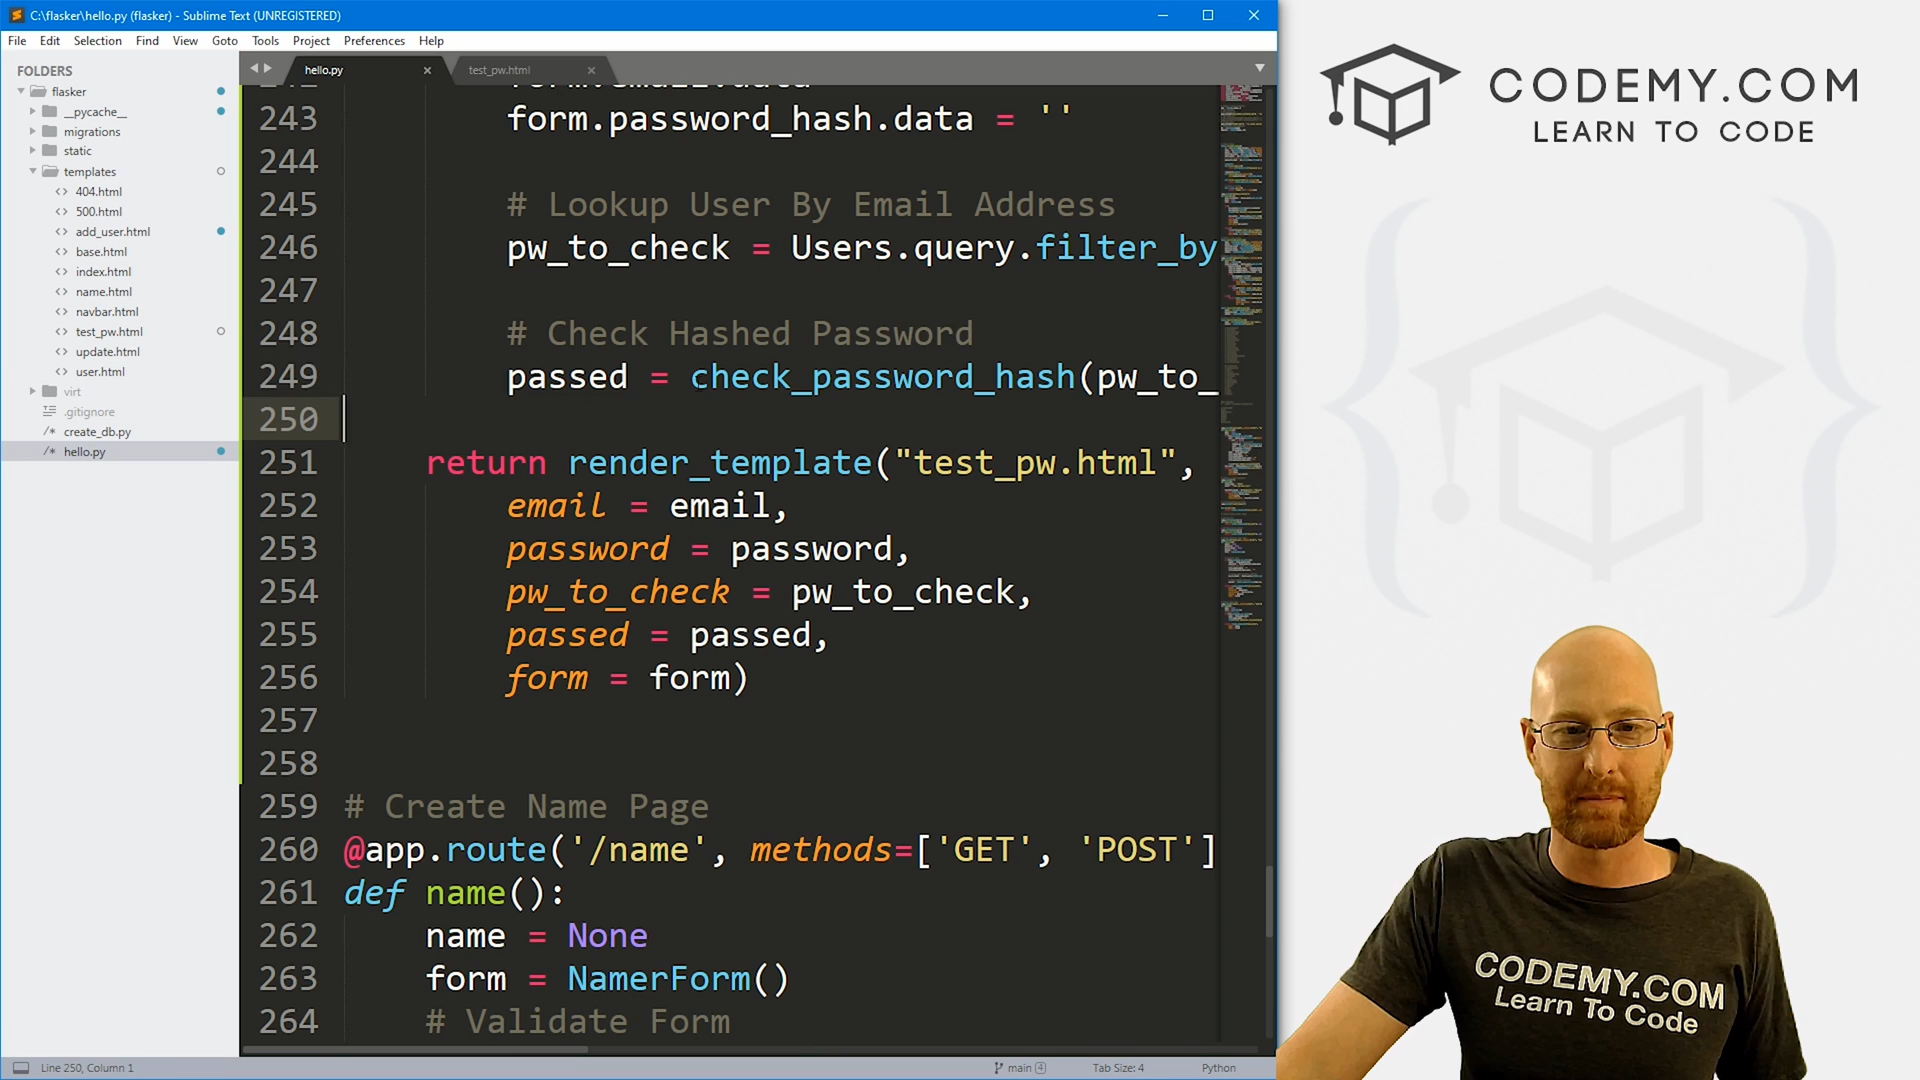 C:\flasker\hello.py (flasker) - Sublime Text (UNREGISTERED)
File Edit Selection Find View Goto Tools Project Preferences Help
FOLDERS
flasker
__pycache__
migrations
static
templates
404.html
500.html
add_user.html
base.html
index.html
name.html
navbar.html
test_pw.html
update.html
user.html
virt
.gitignore
create_db.py
hello.py
hello.py
test_pw.html
243 form.password_hash.data = ''
244
245 # Lookup User By Email Address
246 pw_to_check = Users.query.filter_by
247
248 # Check Hashed Password
249 passed = check_password_hash(pw_to_
250
251 return render_template("test_pw.html",
252 email = email,
253 password = password,
254 pw_to_check = pw_to_check,
255 passed = passed,
256 form = form)
257
258
259 # Create Name Page
260 @app.route('/name', methods=['GET', 'POST']
261 def name():
262 name = None
263 form = NamerForm()
264 # Validate Form
Line 250, Column 1
main 4
Tab Size: 4
Python
CODEMY.COM
LEARN TO CODE
CODEMY.COM
Learn To Code